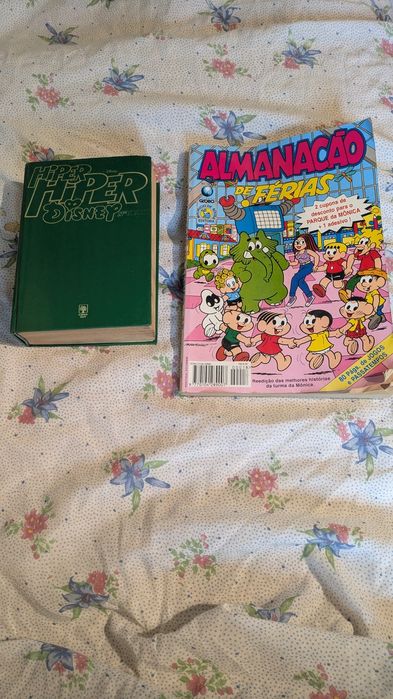 HIPER
HIPER
DISNEY
ALMANACÃO
DE FÉRIAS
GLOBO
2 cupons de
desconto para o
PARQUE da MÔNICA
+ 1 adesivo!
80 Pág. de JOGOS
e PASSATEMPOS
Reedição das melhores histórias
da turma da Mônica